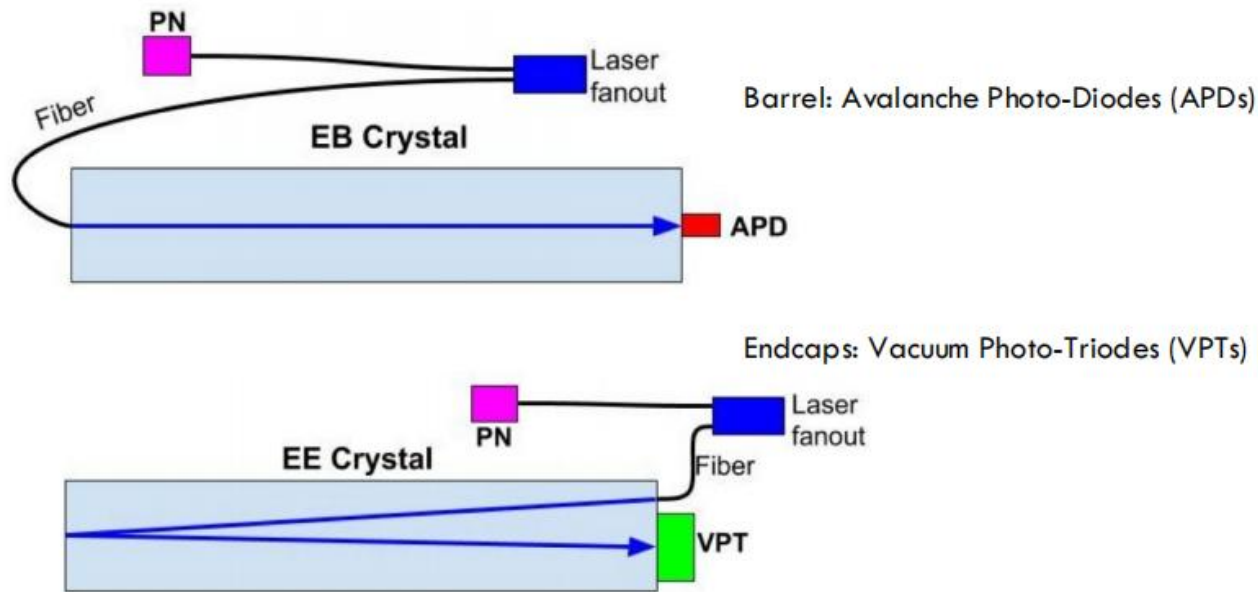 PN
Laser
fanout
Fiber
Barrel: Avalanche Photo-Diodes (APDs)
EB Crystal
APD
Endcaps: Vacuum Photo-Triodes (VPTs)
PN
Laser
fanout
Fiber
EE Crystal
VPT